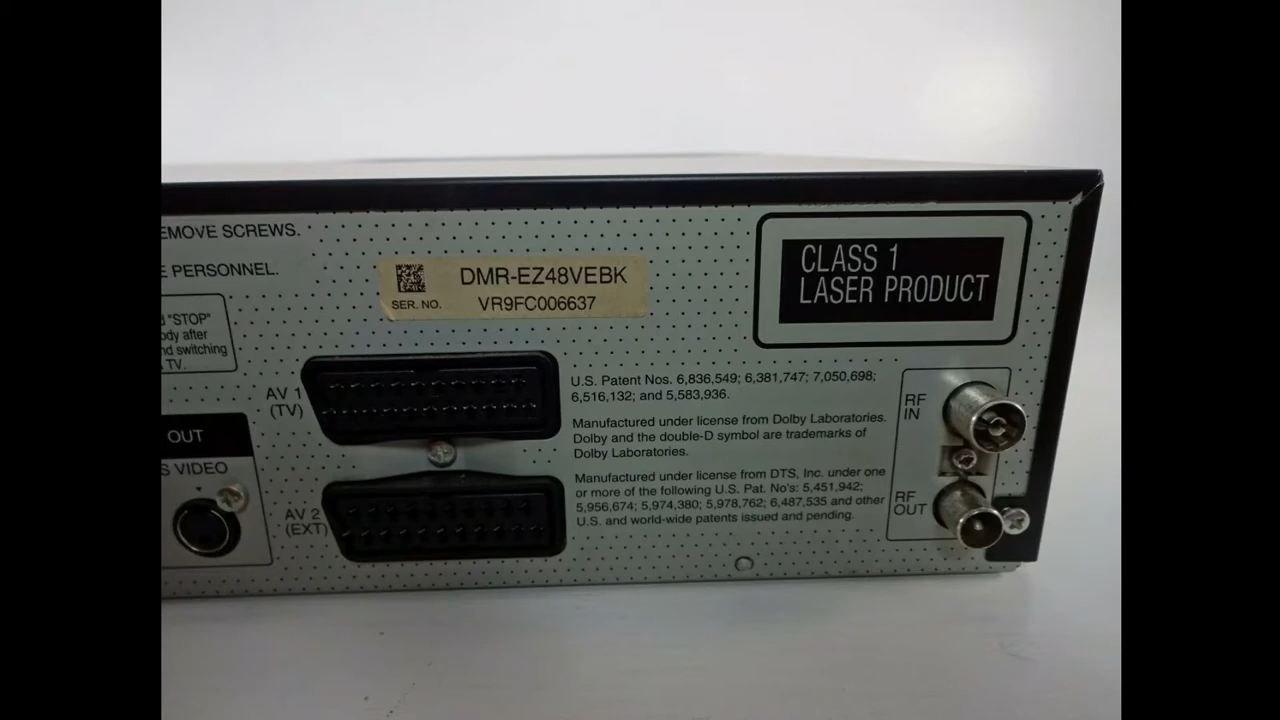 EMOVE SCREWS.
E PERSONNEL.
"STOP"
ody after
nd switching
TV.
OUT
S VIDEO
DMR-EZ48VEBK
SER. NO. VR9FC006637
AV 1
(TV)
AV 2
(EXT)
CLASS 1
LASER PRODUCT
U.S. Patent Nos. 6,836,549; 6,381,747; 7,050,698;
6,516,132; and 5,583,936.
Manufactured under license from Dolby Laboratories.
Dolby and the double-D symbol are trademarks of
Dolby Laboratories.
Manufactured under license from DTS, Inc. under one
or more of the following U.S. Pat. No's: 5,451,942;
5,956,674; 5,974,380; 5,978,762; 6,487,535 and other
U.S. and world-wide patents issued and pending.
RF
IN
RF
OUT